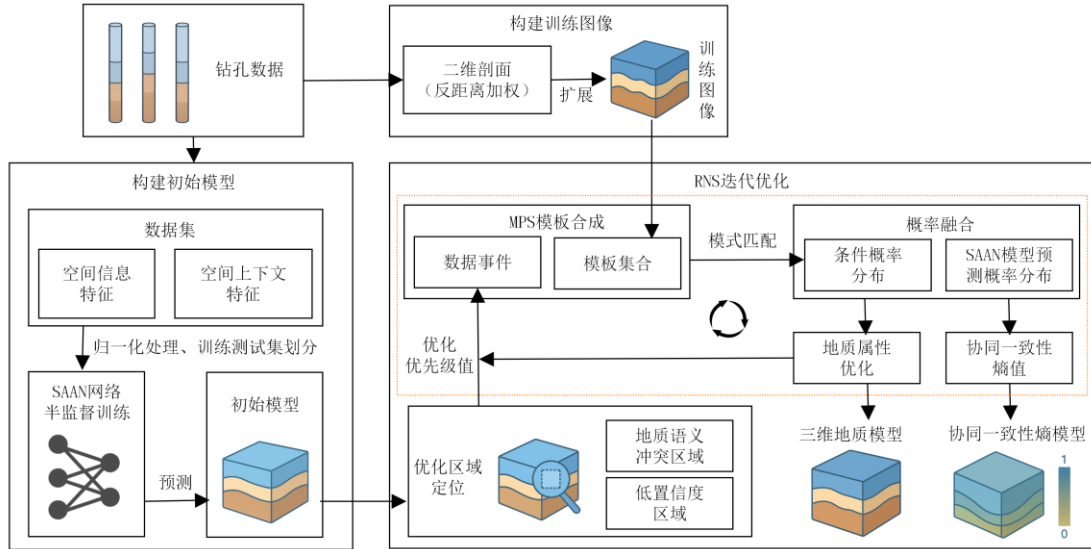 钻孔数据
构建训练图像
二维剖面
（反距离加权）
扩展
训
练
图
像
构建初始模型
数据集
空间信息
特征
空间上下文
特征
归一化处理、训练测试集划分
SAAN网络
半监督训练
预测
初始模型
RNS迭代优化
MPS模板合成
数据事件
模板集合
模式匹配
概率融合
条件概率
分布
SAAN模型预
测概率分布
优化
优先级值
地质属性
优化
协同一致性
熵值
优化区域
定位
地质语义
冲突区域
低置信度
区域
三维地质模型
协同一致性熵模型
1
0